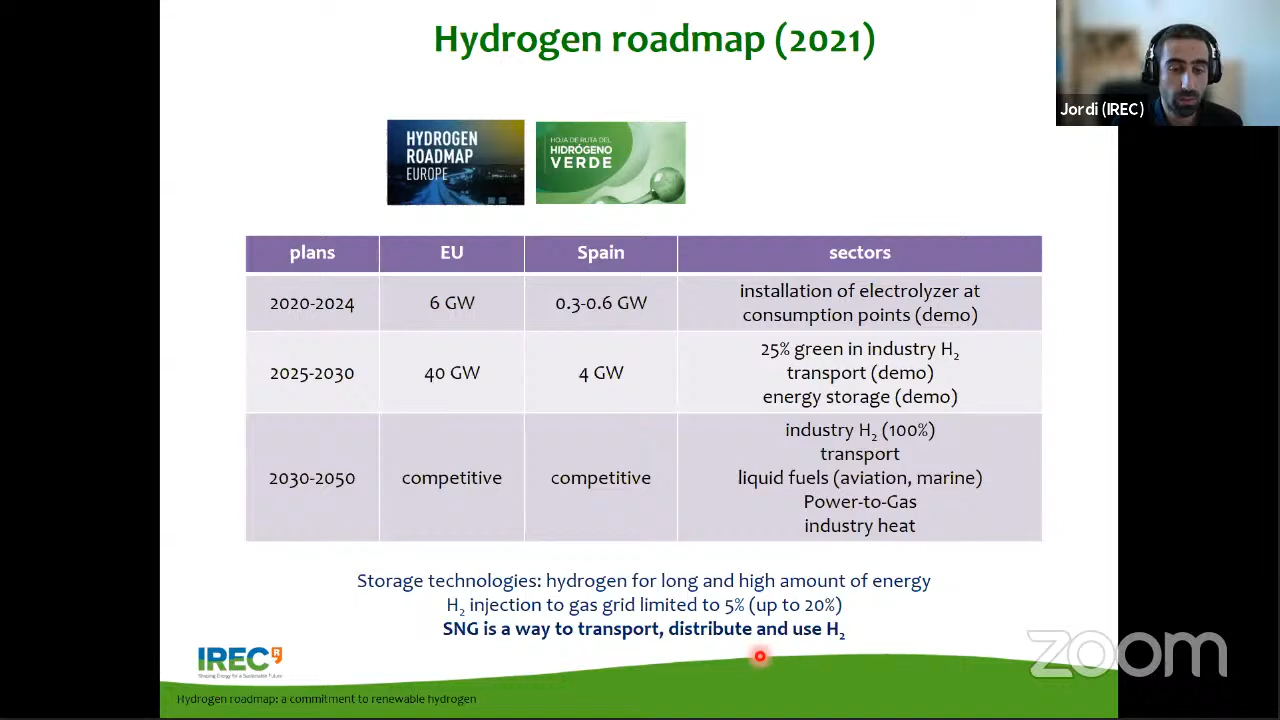 Hydrogen roadmap (2021)
Jordi (IREC)
HYDROGEN
ROADMAP
EUROPE
HOJA DE RUTA DEL
HIDRÓGENO
VERDE
plans EU Spain sectors
2020-2024 6 GW 0.3-0.6 GW installation of electrolyzer at
consumption points (demo)
2025-2030 40 GW 4 GW 25% green in industry H₂
transport (demo)
energy storage (demo)
2030-2050 competitive competitive industry H₂ (100%)
transport
liquid fuels (aviation, marine)
Power-to-Gas
industry heat
Storage technologies: hydrogen for long and high amount of energy
H₂ injection to gas grid limited to 5% (up to 20%)
SNG is a way to transport, distribute and use H₂
IREC R
Shaping Energy for a Sustainable Future
zoom
Hydrogen roadmap: a commitment to renewable hydrogen